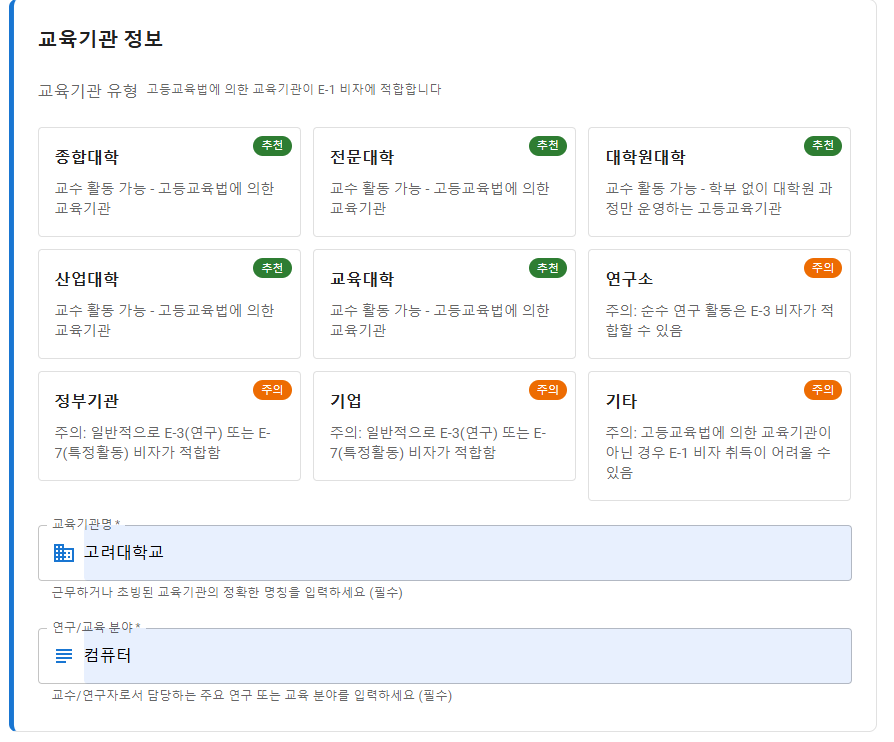 교육기관 정보
교육기관 유형 고등교육법에 의한 교육기관이 E-1 비자에 적합합니다
종합대학 추천
교수 활동 가능 - 고등교육법에 의한
교육기관
전문대학 추천
교수 활동 가능 - 고등교육법에 의한
교육기관
대학원대학 추천
교수 활동 가능 - 학부 없이 대학원 과
정만 운영하는 고등교육기관
산업대학 추천
교수 활동 가능 - 고등교육법에 의한
교육기관
교육대학 추천
교수 활동 가능 - 고등교육법에 의한
교육기관
연구소 주의
주의: 순수 연구 활동은 E-3 비자가 적
합할 수 있음
정부기관 주의
주의: 일반적으로 E-3(연구) 또는 E-
7(특정활동) 비자가 적합함
기업 주의
주의: 일반적으로 E-3(연구) 또는 E-
7(특정활동) 비자가 적합함
기타 주의
주의: 고등교육법에 의한 교육기관이
아닌 경우 E-1 비자 취득이 어려울 수
있음
교육기관명 *
고려대학교
근무하거나 초빙된 교육기관의 정확한 명칭을 입력하세요 (필수)
연구/교육 분야 *
컴퓨터
교수/연구자로서 담당하는 주요 연구 또는 교육 분야를 입력하세요 (필수)